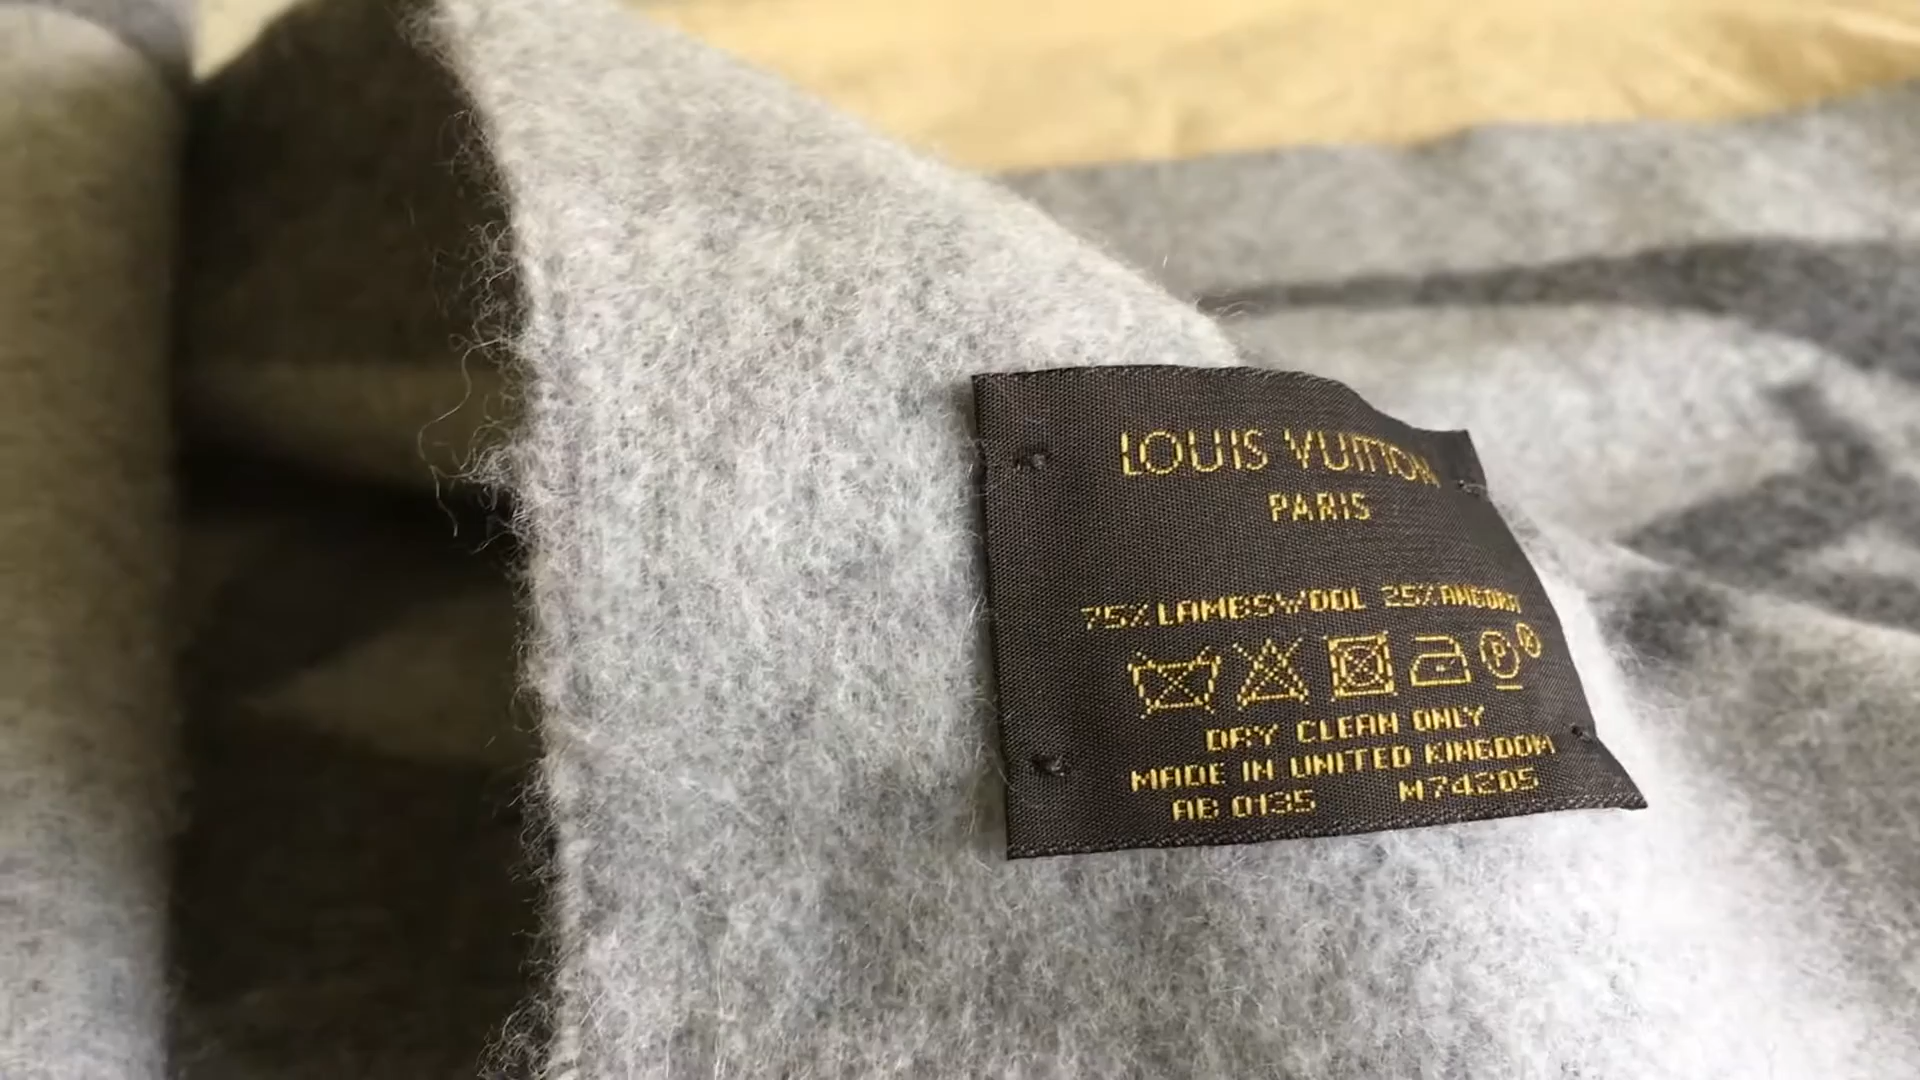 LOUIS VUITTON
PARIS
75% LAMBSWOOL 25% ANGORA
P
DRY CLEAN ONLY
MADE IN UNITED KINGDOM
AB 0135 M74205